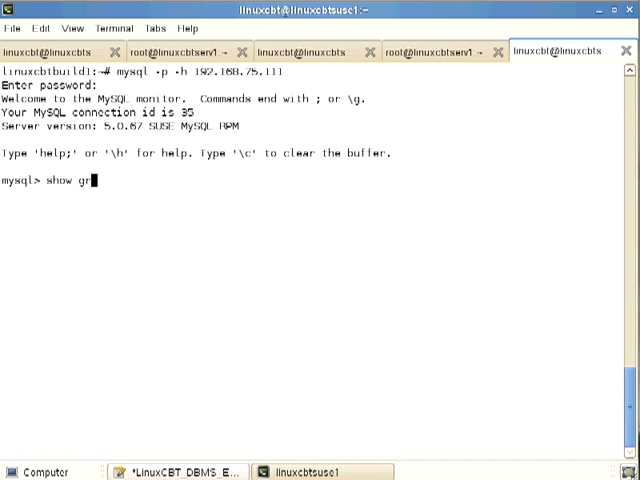 linuxcbt@linuxcbtsuse1:~
File Edit View Terminal Tabs Help
linuxcbt@linuxcbts
root@linuxcbtserv1
linuxcbt@linuxcbts
root@linuxcbtserv1
linuxcbt@linuxcbts
linuxcbtbuild1:~# mysql -p -h 192.168.75.111
Enter password:
Welcome to the MySQL monitor.  Commands end with ; or \g.
Your MySQL connection id is 35
Server version: 5.0.67 SUSE MySQL RPM
Type 'help;' or '\h' for help. Type '\c' to clear the buffer.
mysql> show gr
Computer
*LinuxCBT_DBMS_E...
linuxcbtsuse1